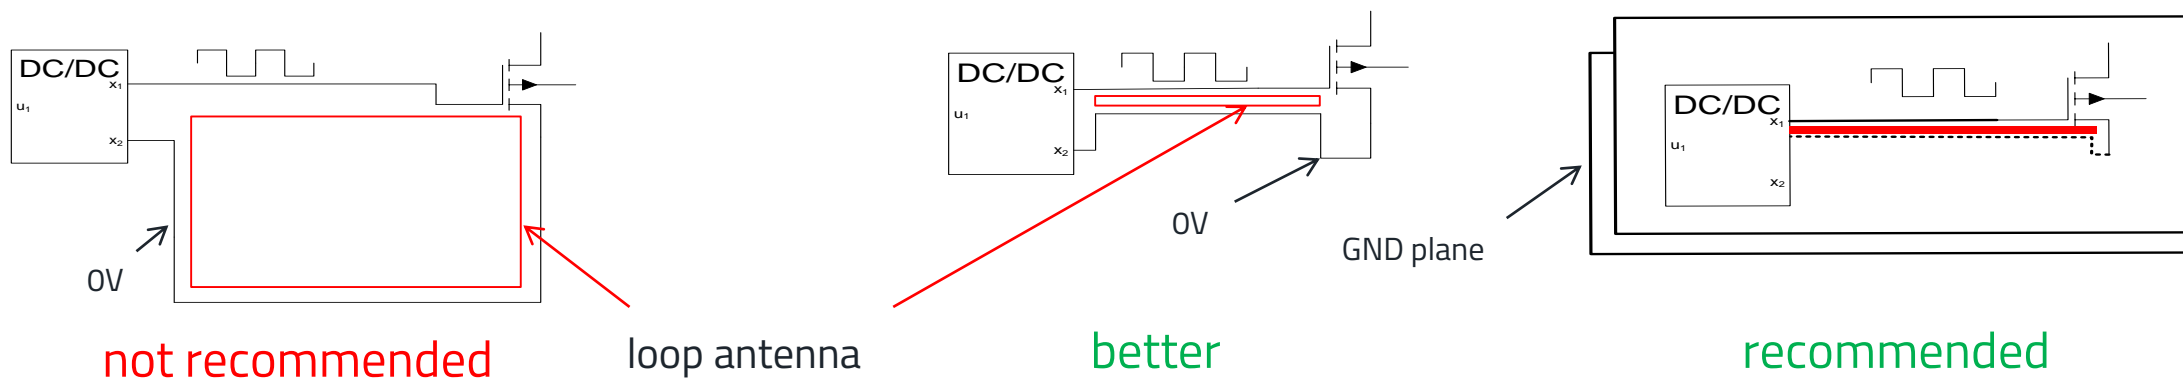 DC/DC
x₁
u₁
x₂
0V
not recommended
loop antenna
DC/DC
x₁
u₁
x₂
0V
better
GND plane
DC/DC
x₁
u₁
x₂
recommended